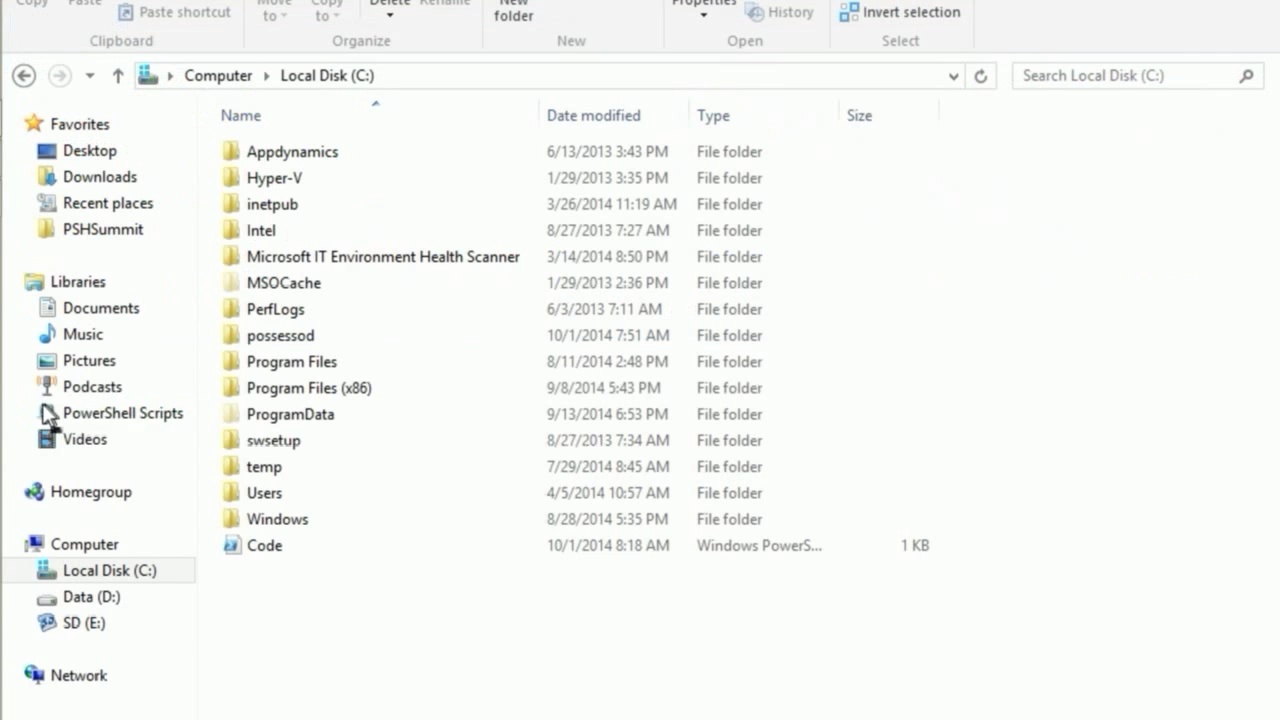 Copy Paste Paste shortcut Move to Copy to Delete Rename New folder Properties History Invert selection
Clipboard Organize New Open Select
Computer Local Disk (C:) Search Local Disk (C:)
Name Date modified Type Size
Favorites
Desktop
Downloads
Recent places
PSHSummit
Libraries
Documents
Music
Pictures
Podcasts
PowerShell Scripts
Videos
Homegroup
Computer
Local Disk (C:)
Data (D:)
SD (E:)
Network
Appdynamics 6/13/2013 3:43 PM File folder
Hyper-V 1/29/2013 3:35 PM File folder
inetpub 3/26/2014 11:19 AM File folder
Intel 8/27/2013 7:27 AM File folder
Microsoft IT Environment Health Scanner 3/14/2014 8:50 PM File folder
MSOCache 1/29/2013 2:36 PM File folder
PerfLogs 6/3/2013 7:11 AM File folder
possessod 10/1/2014 7:51 AM File folder
Program Files 8/11/2014 2:48 PM File folder
Program Files (x86) 9/8/2014 5:43 PM File folder
ProgramData 9/13/2014 6:53 PM File folder
swsetup 8/27/2013 7:34 AM File folder
temp 7/29/2014 8:45 AM File folder
Users 4/5/2014 10:57 AM File folder
Windows 8/28/2014 5:35 PM File folder
Code 10/1/2014 8:18 AM Windows PowerS... 1 KB